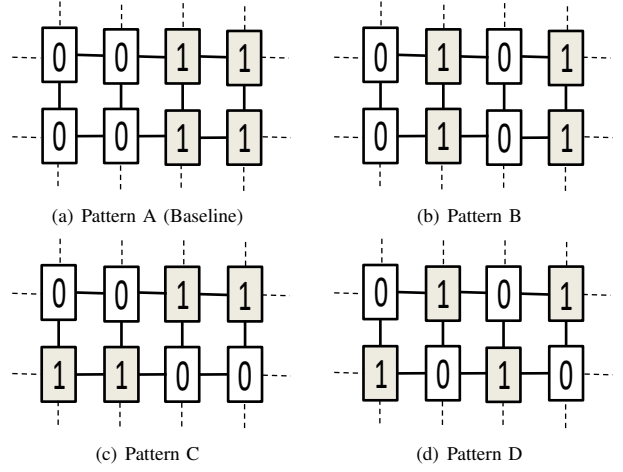 0 0 1 1
0 0 1 1
(a) Pattern A (Baseline)
0 1 0 1
0 1 0 1
(b) Pattern B
0 0 1 1
1 1 0 0
(c) Pattern C
0 1 0 1
1 0 1 0
(d) Pattern D